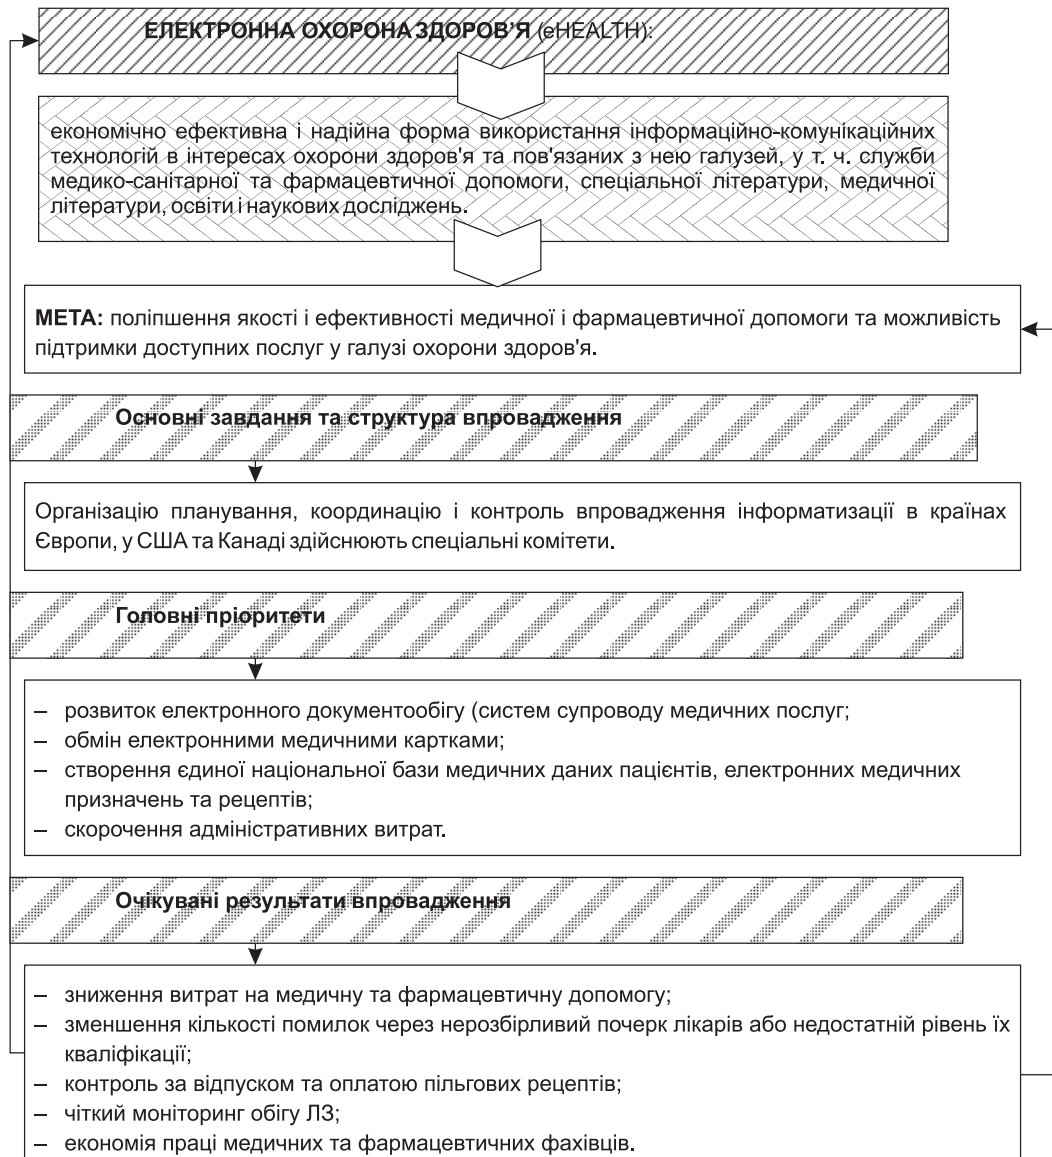 ЕЛЕКТРОННА ОХОРОНА ЗДОРОВ’Я (eHEALTH):
економічно ефективна і надійна форма використання інформаційно-комунікаційних
технологій в інтересах охорони здоров'я та пов'язаних з нею галузей, у т. ч. служби
медико-санітарної та фармацевтичної допомоги, спеціальної літератури, медичної
літератури, освіти і наукових досліджень.
МЕТА: поліпшення якості і ефективності медичної і фармацевтичної допомоги та можливість
підтримки доступних послуг у галузі охорони здоров'я.
Основні завдання та структура впровадження
Організацію планування, координацію і контроль впровадження інформатизації в країнах
Європи, у США та Канаді здійснюють спеціальні комітети.
Головні пріоритети
– розвиток електронного документообігу (систем супроводу медичних послуг;
– обмін електронними медичними картками;
– створення єдиної національної бази медичних даних пацієнтів, електронних медичних
призначень та рецептів;
– скорочення адміністративних витрат.
Очікувані результати впровадження
– зниження витрат на медичну та фармацевтичну допомогу;
– зменшення кількості помилок через нерозбірливий почерк лікарів або недостатній рівень їх
кваліфікації;
– контроль за відпуском та оплатою пільгових рецептів;
– чіткий моніторинг обігу ЛЗ;
– економія праці медичних та фармацевтичних фахівців.